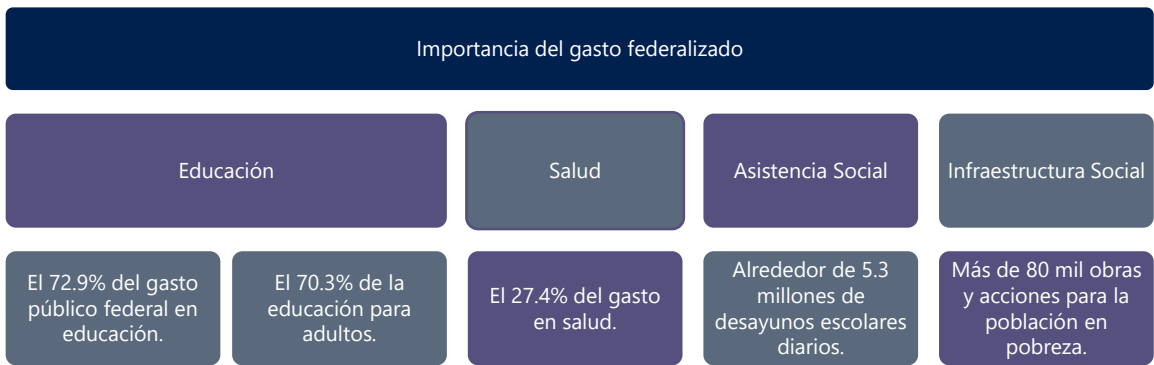 Importancia del gasto federalizado
Educación
Salud
Asistencia Social
Infraestructura Social
El 72.9% del gasto
público federal en
educación.
El 70.3% de la
educación para
adultos.
El 27.4% del gasto
en salud.
Alrededor de 5.3
millones de
desayunos escolares
diarios.
Más de 80 mil obras
y acciones para la
población en
pobreza.